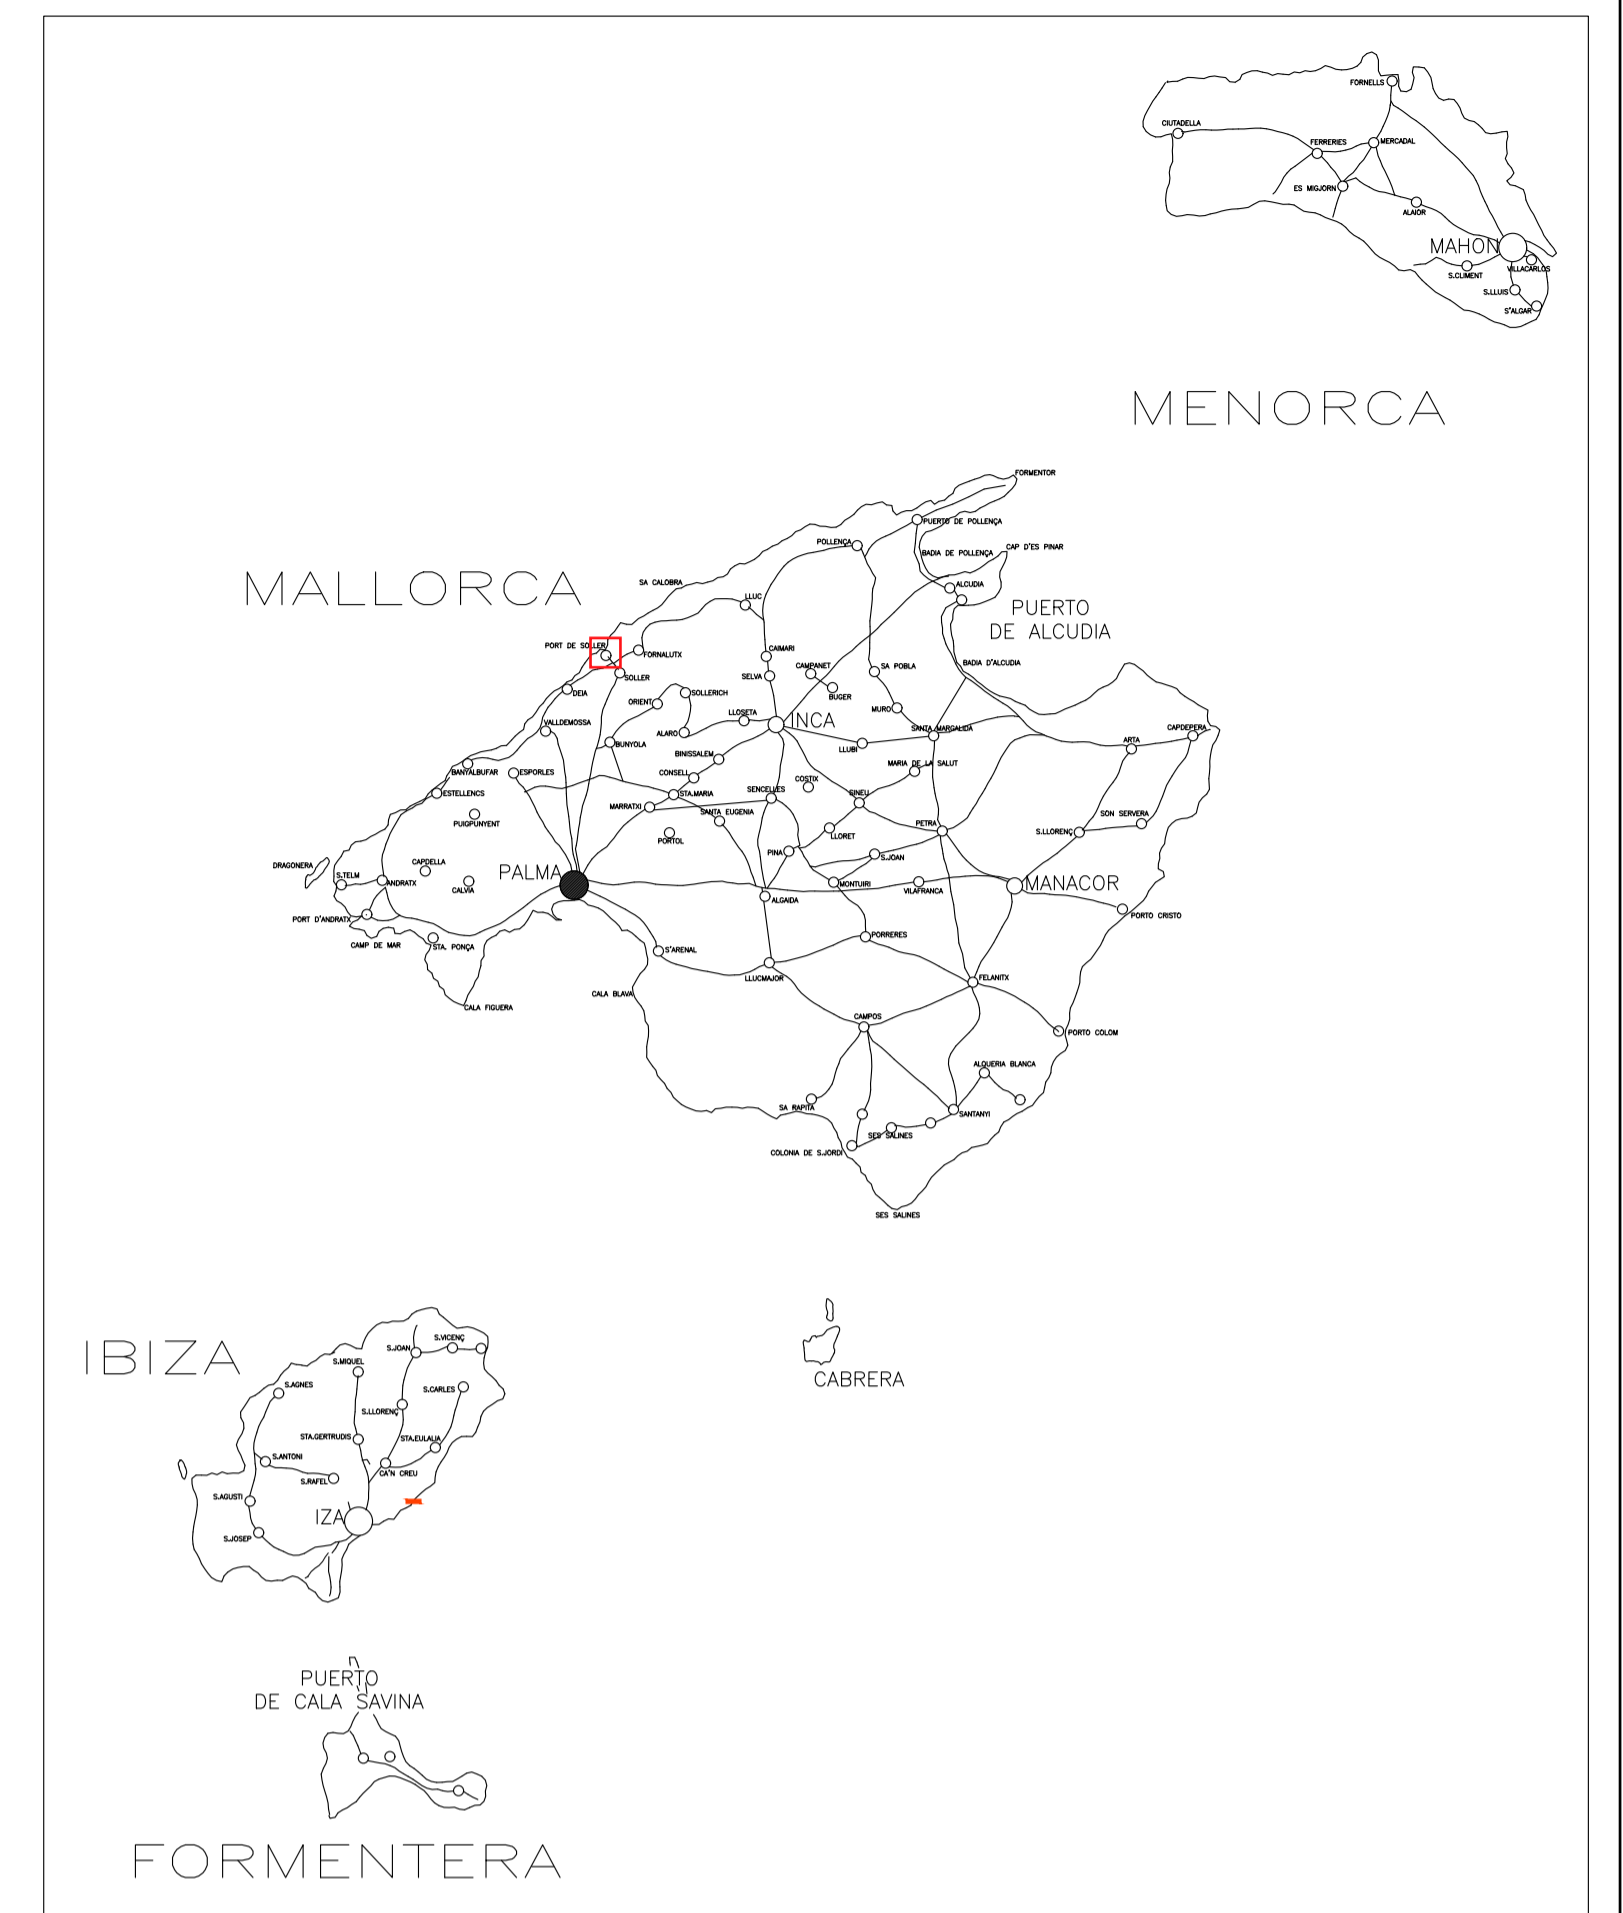 FORNELLS
CIUTADELLA
FERRERIES
MERCADAL
ES MIGJORN
ALAIOR
MAHON
VILLACARLOS
S.CLIMENT
S.LLUIS
S'ALGAR
MENORCA
FORMENTOR
PUERTO DE POLLENÇA
POLLENÇA
CAP D'ES PINAR
BADIA DE POLLENÇA
MALLORCA
SA CALOBRA
ALCUDIA
LLUC
PUERTO
DE ALCUDIA
PORT DE SOLLER
FORNALUTX
CAIMARI
CAMPANET
SA POBLA
BADIA D'ALCUDIA
SOLLER
SELVA
DEIA
SOLLERICH
BUGER
ORIENT
MURO
LLOSETA
INCA
VALLDEMOSSA
SANTA MARGALIDA
CAPDEPERA
ALARO
BUNYOLA
LLUBI
ARTA
BINISSALEM
MARIA DE LA SALUT
BANYALBUFAR
ESPORLES
CONSELL
COSTIX
ESTELLENCS
STA.MARIA
SENCELLES
SINEU
MARRATXI
SANTA EUGENIA
SON SERVERA
PUIGPUNYENT
PETRA
S.LLORENÇ
LLORET
PORTOL
PINA
S.JOAN
DRAGONERA
CAPDELLA
S.TELM
PALMA
ANDRATX
CALVIA
MONTUIRI
VILAFRANCA
MANACOR
ALGAIDA
PORT D'ANDRATX
PORTO CRISTO
CAMP DE MAR
STA. PONÇA
S'ARENAL
PORRERES
LLUCMAJOR
FELANITX
CALA BLAVA
CALA FIGUERA
CAMPOS
PORTO COLOM
ALQUERIA BLANCA
SA RAPITA
SANTANYI
SES SALINES
COLONIA DE S.JORDI
SES SALINES
IBIZA
S.VICENÇ
S.JOAN
S.MIQUEL
CABRERA
S.AGNES
S.CARLES
S.LLORENÇ
STA.GERTRUDIS
STA.EULALIA
S.ANTONI
CA'N CREU
S.RAFEL
S.AGUSTI
IZA
S.JOSEP
PUERTO
DE CALA SAVINA
FORMENTERA